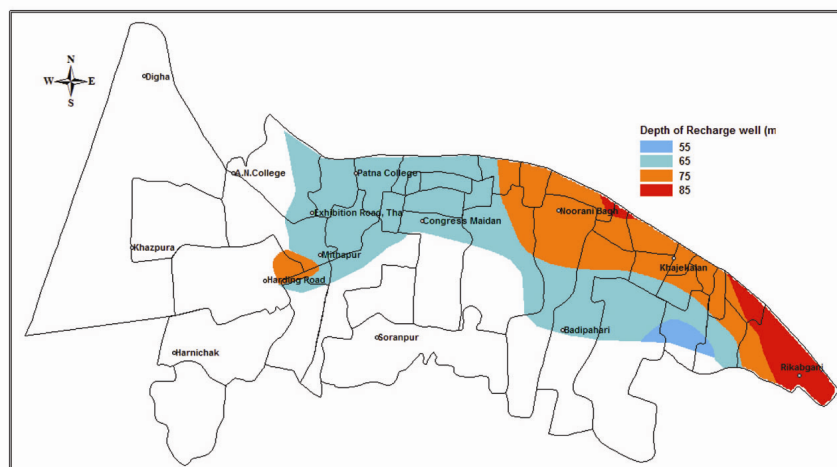 N
W E
S
Digha
Depth of Recharge well (m
55
65
75
85
A.N.College
Patna College
Exhibition Road, Tha
Congress Maidan
Noorani Bagh
Khazpura
Mithapur
Khajekalan
Harding Road
Badipahari
Soranpur
Harnichak
Rikabganj